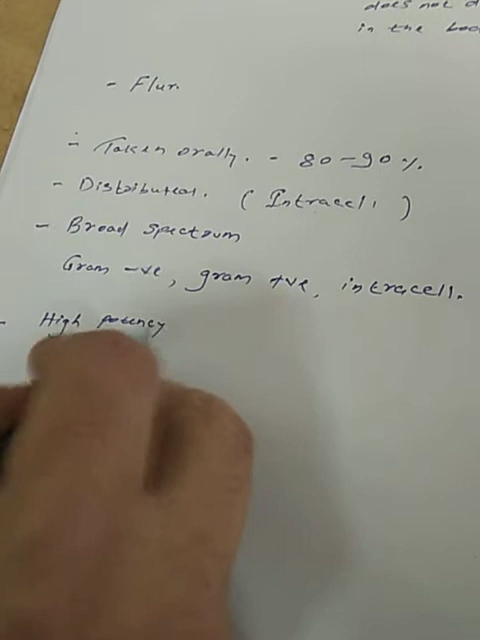 does not d
in the bod
- Flur.
- Taken orally. - 80-90%.
- Distributed. (Intracell.)
- Broad spectrum
Gram -ve, gram +ve, intracell.
- High potency